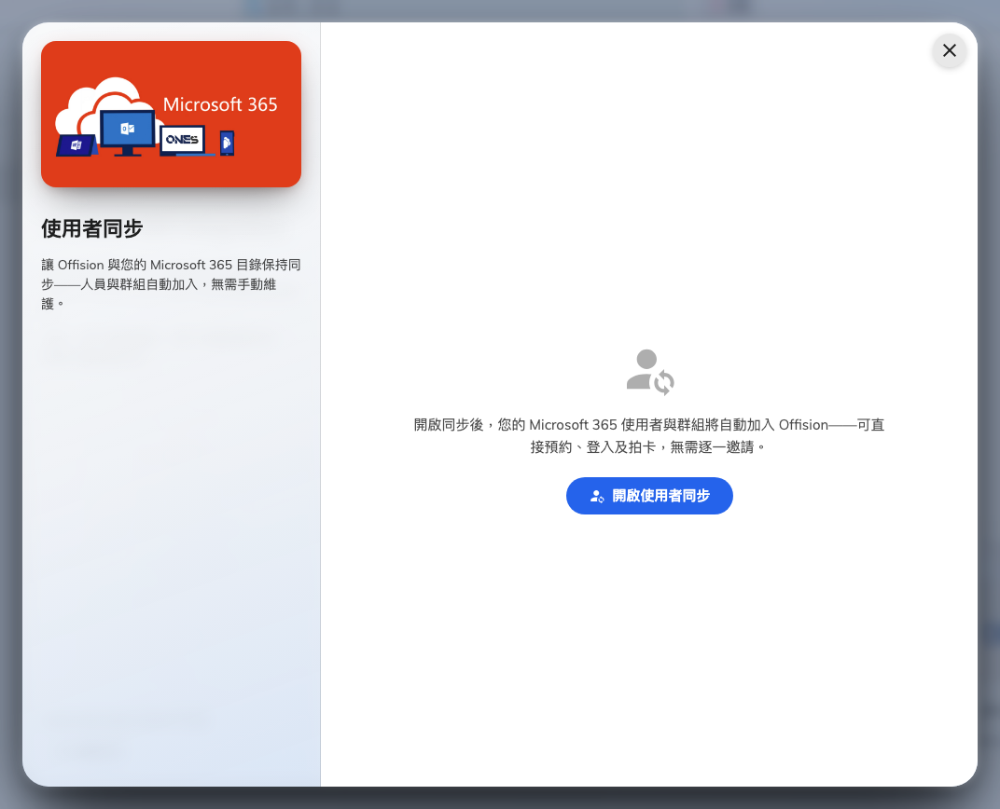 Microsoft 365
ONES
使用者同步
讓 Offision 與您的 Microsoft 365 目錄保持同
步——人員與群組自動加入，無需手動維
護。
開啟同步後，您的 Microsoft 365 使用者與群組將自動加入 Offision——可直
接預約、登入及拍卡，無需逐一邀請。
開啟使用者同步